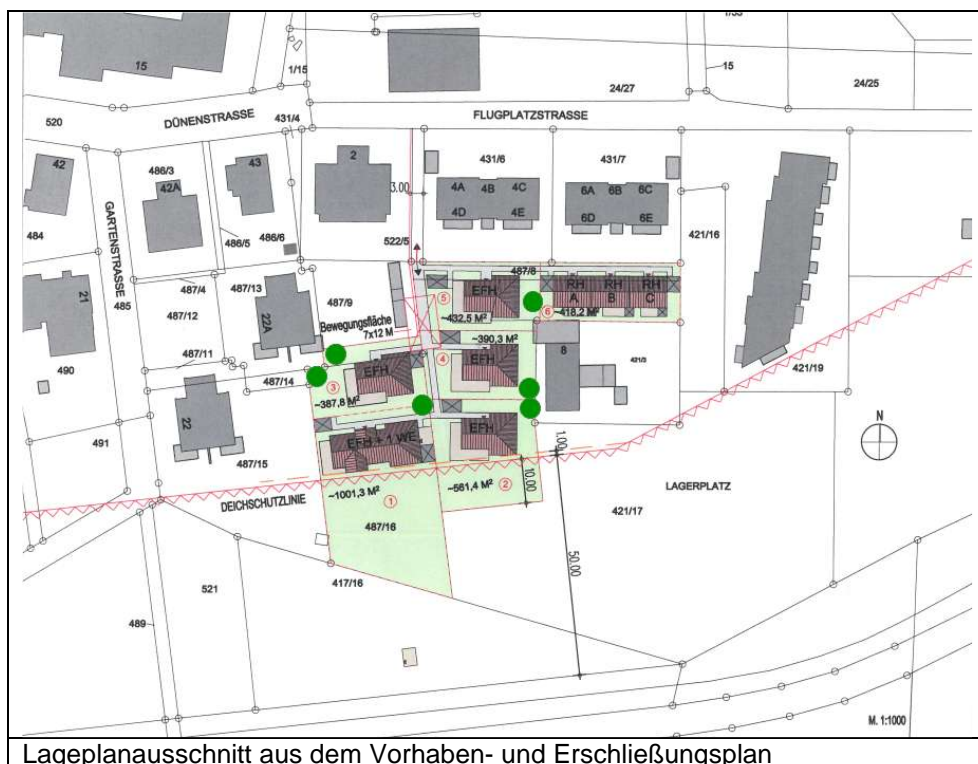 1/15
15
15
24/27
24/25
520
DÜNENSTRASSE
431/4
FLUGPLATZSTRASSE
42
486/3
42A
43
2
3.00
431/6
431/7
4A 4B 4C
4D 4E
6A 6B 6C
6D 6E
484
GARTENSTRASSE
486/5
486/6
522/5
421/16
485
487/4
487/13
487/9
487/8
21
487/12
22A
Bewegungsfläche
7x12 M
EFH
RH RH RH
A B C
⑤
~432,5 M²
⑥
~418,2 M²
490
487/11
487/14
③
EFH
~387,8 M²
④
~390,3 M²
EFH
8
421/3
421/19
22
EFH + 1 WE
EFH
491
487/15
1.00
N
DEICHSCHUTZLINIE
~1001,3 M²
①
~561,4 M²
②
10.00
LAGERPLATZ
487/16
421/17
50.00
521
417/16
489
M. 1:1000
Lageplanausschnitt aus dem Vorhaben- und Erschließungsplan